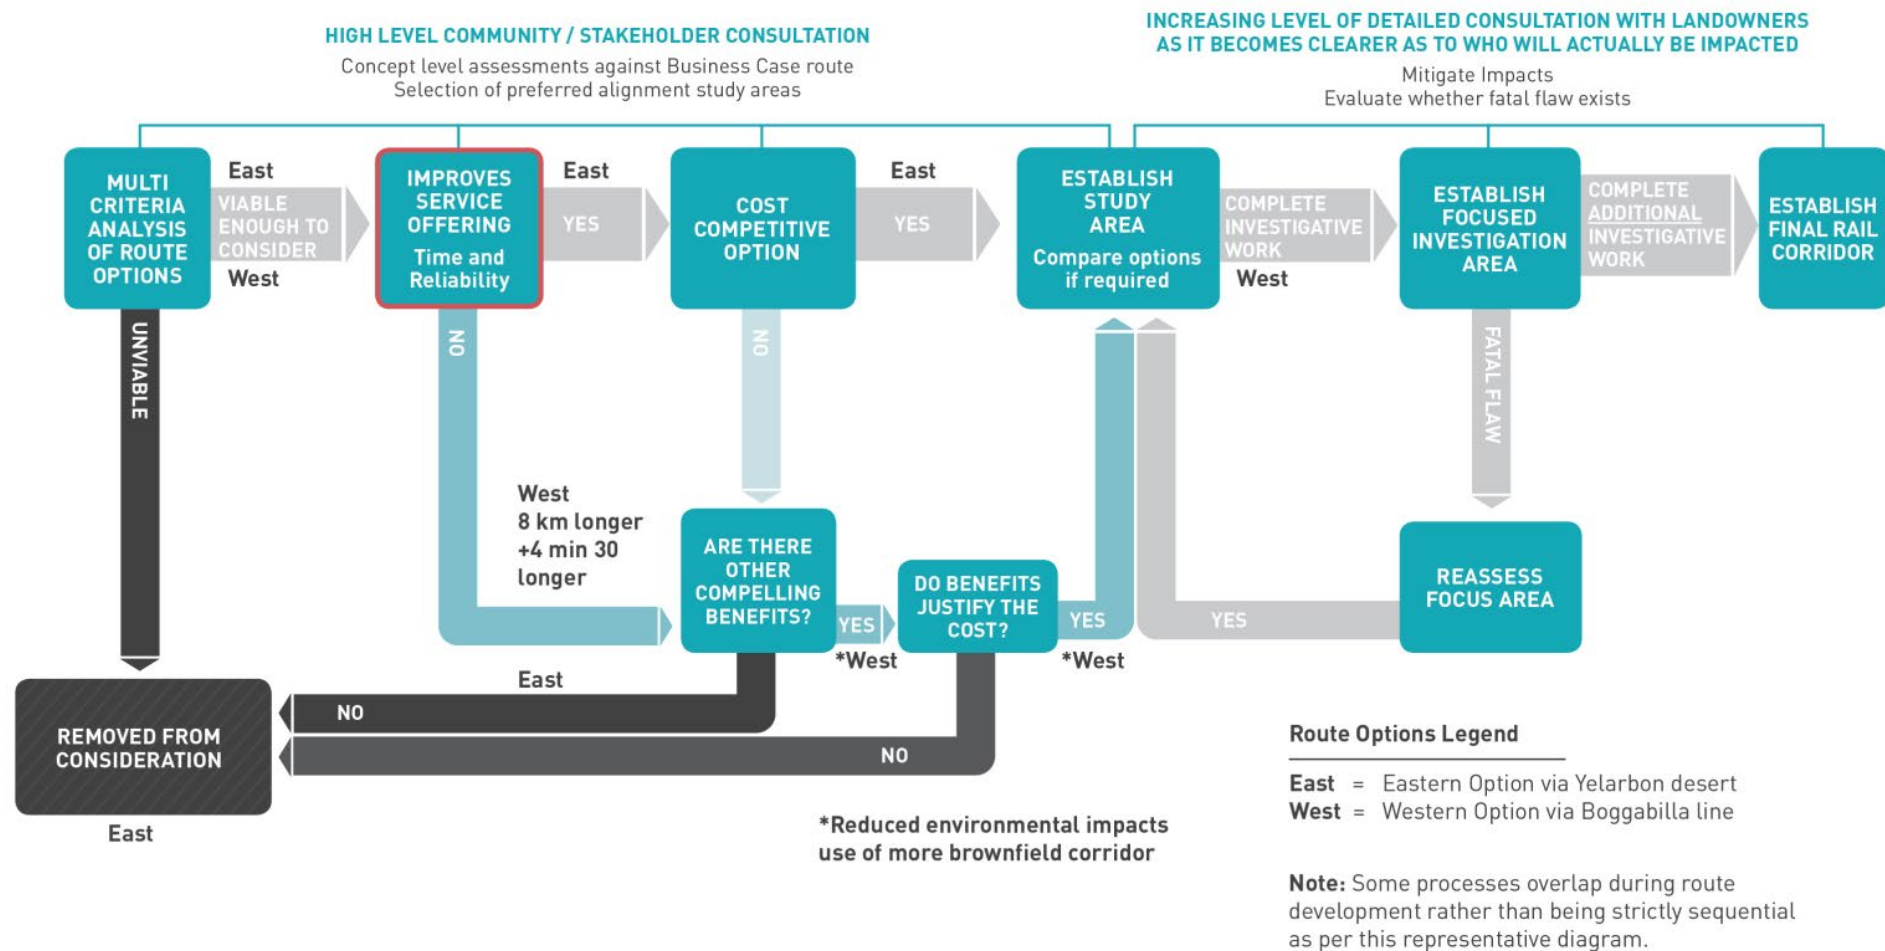 HIGH LEVEL COMMUNITY / STAKEHOLDER CONSULTATION
Concept level assessments against Business Case route
Selection of preferred alignment study areas
INCREASING LEVEL OF DETAILED CONSULTATION WITH LANDOWNERS
AS IT BECOMES CLEARER AS TO WHO WILL ACTUALLY BE IMPACTED
Mitigate Impacts
Evaluate whether fatal flaw exists
MULTI
CRITERIA
ANALYSIS
OF ROUTE
OPTIONS
East
VIABLE
ENOUGH TO
CONSIDER
West
IMPROVES
SERVICE
OFFERING
Time and
Reliability
East
YES
COST
COMPETITIVE
OPTION
East
YES
ESTABLISH
STUDY
AREA
Compare options
if required
COMPLETE
INVESTIGATIVE
WORK
West
ESTABLISH
FOCUSED
INVESTIGATION
AREA
COMPLETE
ADDITIONAL
INVESTIGATIVE
WORK
ESTABLISH
FINAL RAIL
CORRIDOR
UNVIABLE
NO
NO
FATAL FLAW
West
8 km longer
+4 min 30
longer
ARE THERE
OTHER
COMPELLING
BENEFITS?
YES
*West
DO BENEFITS
JUSTIFY THE
COST?
YES
*West
YES
REASSESS
FOCUS AREA
East
NO
NO
REMOVED FROM
CONSIDERATION
East
*Reduced environmental impacts
use of more brownfield corridor
Route Options Legend
East = Eastern Option via Yelarbon desert
West = Western Option via Boggabilla line
Note: Some processes overlap during route
development rather than being strictly sequential
as per this representative diagram.